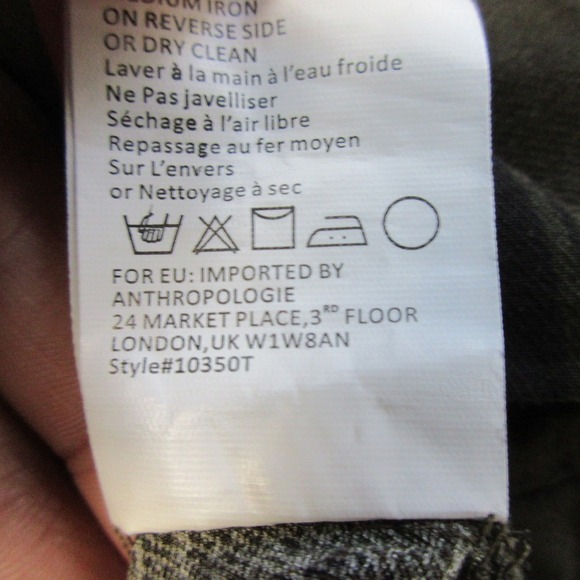 MEDIUM IRON
ON REVERSE SIDE
OR DRY CLEAN
Laver à la main à l'eau froide
Ne Pas javelliser
Séchage à l'air libre
Repassage au fer moyen
Sur L'envers
or Nettoyage à sec
FOR EU: IMPORTED BY
ANTHROPOLOGIE
24 MARKET PLACE,3RD FLOOR
LONDON,UK W1W8AN
Style#10350T